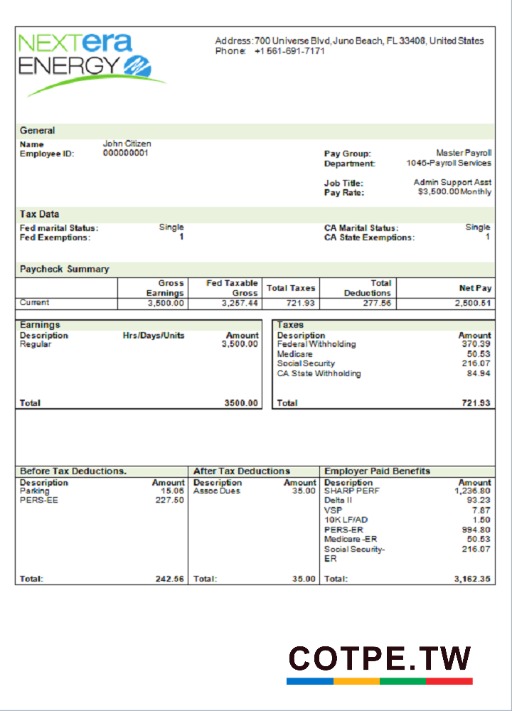 NEXTera
ENERGY
Address: 700 Universe Blvd, Juno Beach, FL 33408, United States
Phone: +1 561-691-7171
General
Name John Citizen
Employee ID: 000000001
Pay Group: Master Payroll
Department: 1045-Payroll Services
Job Title: Admin Support Asst
Pay Rate: $3,500.00 Monthly
Tax Data
Fed marital Status: Single CA Marital Status: Single
Fed Exemptions: 1 CA State Exemptions: 1
Paycheck Summary
Gross Earnings Fed Taxable Gross Total Taxes Total Deductions Net Pay
Current 3,500.00 3,257.44 721.93 277.56 2,500.51
Earnings
Description Hrs/Days/Units Amount
Regular 3,500.00
Total 3500.00
Taxes
Description Amount
Federal Withholding 370.39
Medicare 50.53
Social Security 216.07
CA State Withholding 84.94
Total 721.93
Before Tax Deductions.
Description Amount
Parking 15.06
PERS-EE 227.50
Total: 242.56
After Tax Deductions
Description Amount
Assoc Dues 35.00
Total: 35.00
Employer Paid Benefits
Description Amount
SHARP PERF 1,236.80
Delta II 93.23
VSP 7.87
10K LF/AD 1.50
PERS-ER 994.80
Medicare -ER 50.53
Social Security- 216.07
ER
Total: 3,162.35
COTPE.TW